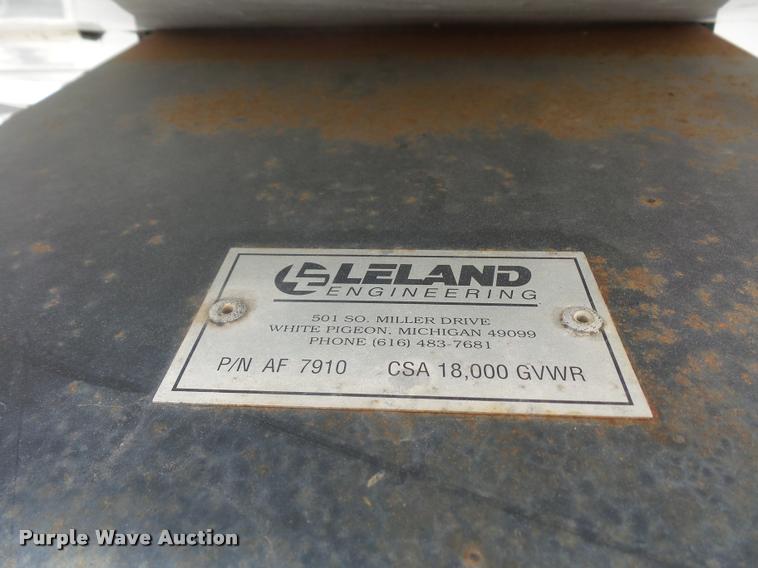 LELAND
ENGINEERING
501 SO. MILLER DRIVE
WHITE PIGEON, MICHIGAN 49099
PHONE (616) 483-7681
P/N AF 7910 CSA 18,000 GVWR
Purple Wave Auction